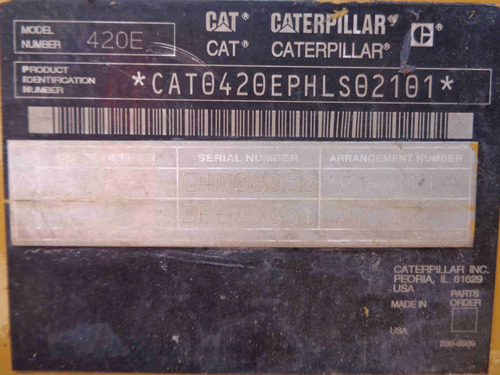 CAT CATERPILLAR C
MODEL NUMBER 420E
CAT® CATERPILLAR®
PRODUCT IDENTIFICATION NUMBER *CAT0420EPHLS02101*
SERIAL NUMBER ARRANGEMENT NUMBER
CATERPILLAR INC.
PEORIA, IL 61629
USA
MADE IN PARTS ORDER
USA